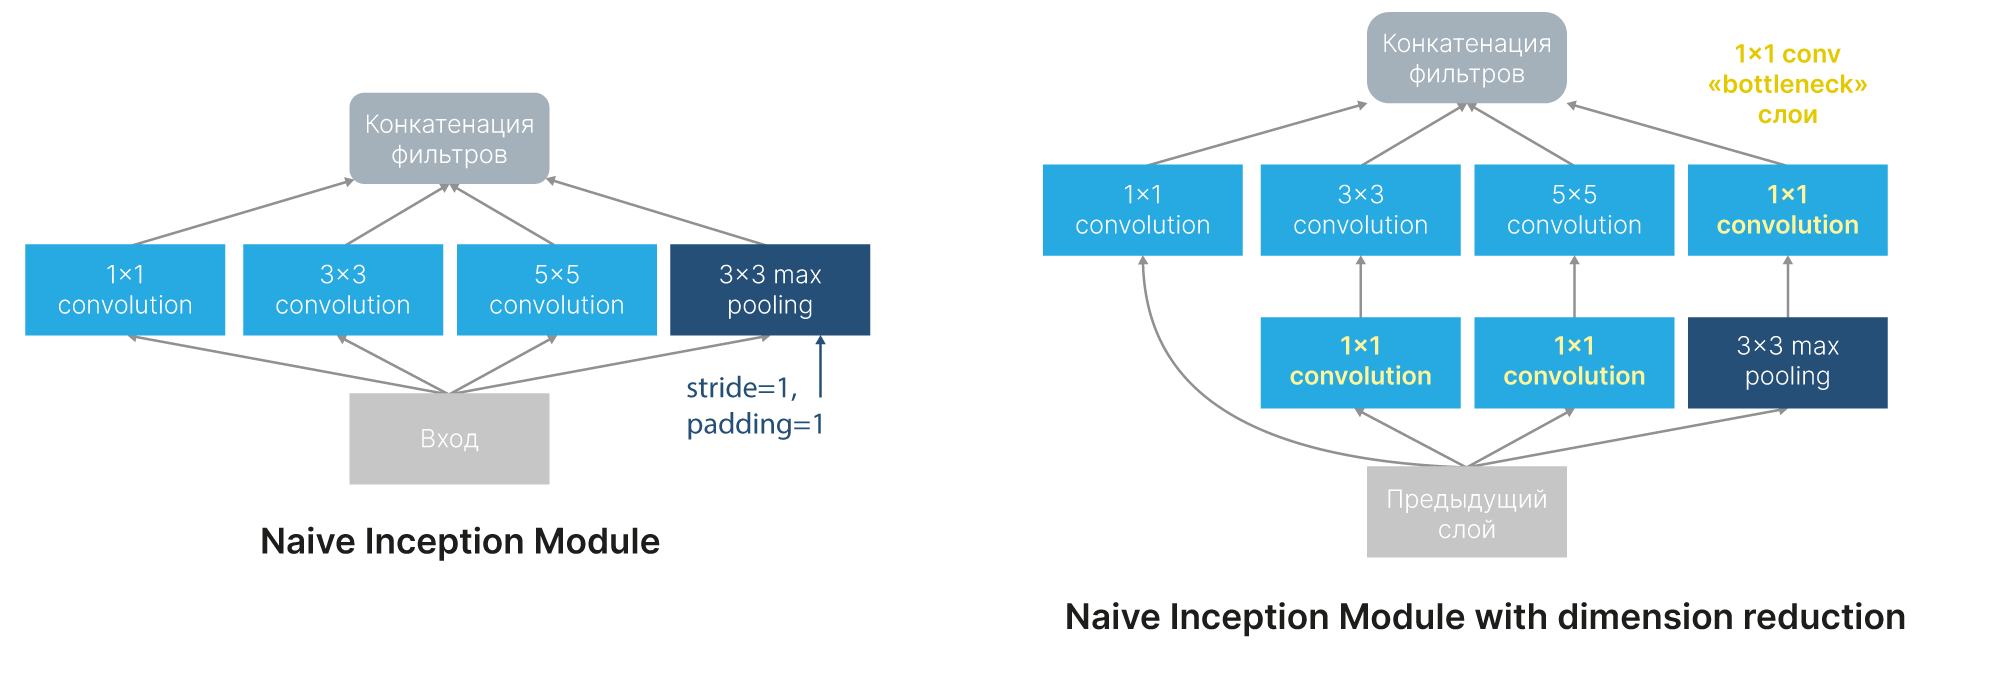 Конкатенация
фильтров
1×1
convolution
3×3
convolution
5×5
convolution
3×3 max
pooling
stride=1,
padding=1
Вход
Naive Inception Module
Конкатенация
фильтров
1×1 conv
«bottleneck»
слои
1×1
convolution
3×3
convolution
5×5
convolution
1×1
convolution
1×1
convolution
1×1
convolution
3×3 max
pooling
Предыдущий
слой
Naive Inception Module with dimension reduction